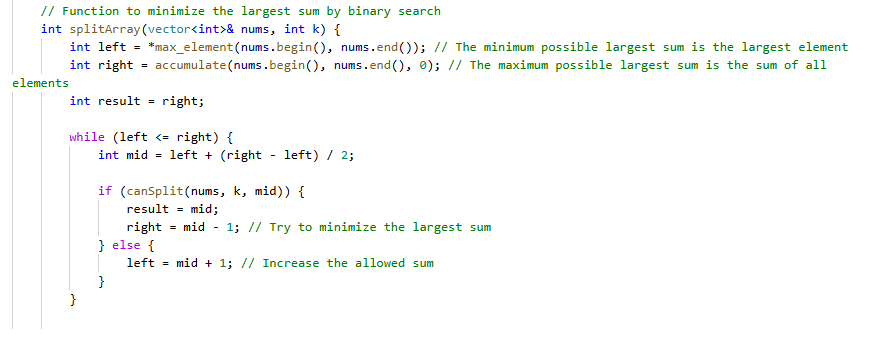 // Function to minimize the largest sum by binary search
int splitArray(vector<int>& nums, int k) {
int left = *max_element(nums.begin(), nums.end()); // The minimum possible largest sum is the largest element
int right = accumulate(nums.begin(), nums.end(), 0); // The maximum possible largest sum is the sum of all
elements
int result = right;
while (left <= right) {
int mid = left + (right - left) / 2;
if (canSplit(nums, k, mid)) {
result = mid;
right = mid - 1; // Try to minimize the largest sum
} else {
left = mid + 1; // Increase the allowed sum
}
}